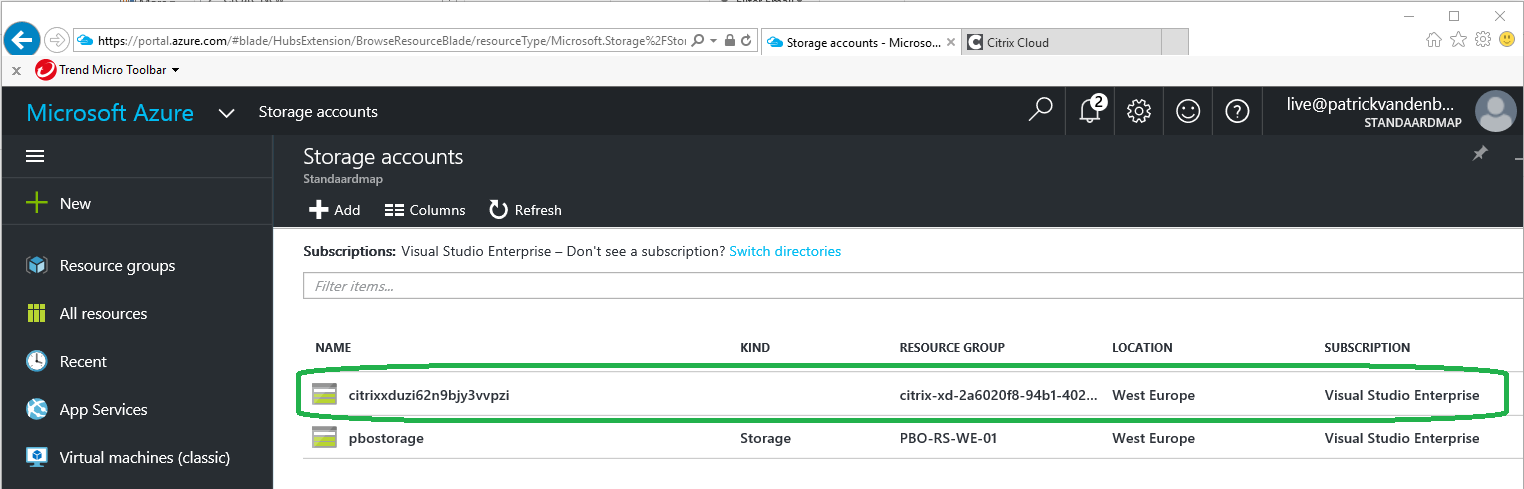 https://portal.azure.com/#blade/HubsExtension/BrowseResourceBlade/resourceType/Microsoft.Storage%2FStor
Storage accounts - Microso...
Citrix Cloud
x Trend Micro Toolbar
Microsoft Azure
Storage accounts
2
live@patrickvandenb...
STANDAARDMAP
Storage accounts
Standaardmap
Add Columns Refresh
New
Resource groups
All resources
Recent
App Services
Virtual machines (classic)
Subscriptions: Visual Studio Enterprise – Don't see a subscription? Switch directories
Filter items...
NAME KIND RESOURCE GROUP LOCATION SUBSCRIPTION
citrixxduzi62n9bjy3vvpzi citrix-xd-2a6020f8-94b1-402... West Europe Visual Studio Enterprise
pbostorage Storage PBO-RS-WE-01 West Europe Visual Studio Enterprise